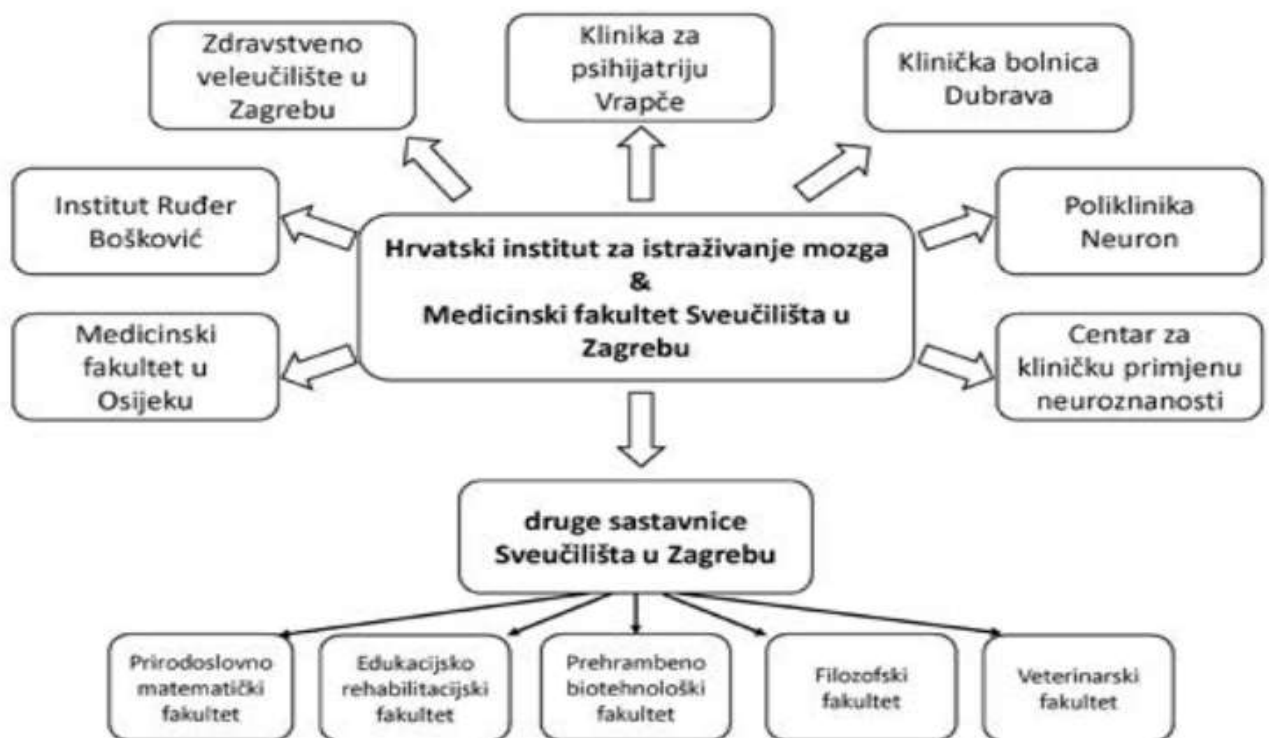 Zdravstveno
veleučilište u
Zagrebu
Klinika za
psihijatriju
Vrapče
Klinička bolnica
Dubrava
Institut Ruđer
Bošković
Hrvatski institut za istraživanje mozga
&
Medicinski fakultet Sveučilišta u
Zagrebu
Poliklinika
Neuron
Medicinski
fakultet u
Osijeku
Centar za
kliničku primjenu
neuroznanosti
druge sastavnice
Sveučilišta u Zagrebu
Prirodoslovno
matematički
fakultet
Edukacijsko
rehabilitacijski
fakultet
Prehrambeno
biotehnološki
fakultet
Filozofski
fakultet
Veterinarski
fakultet